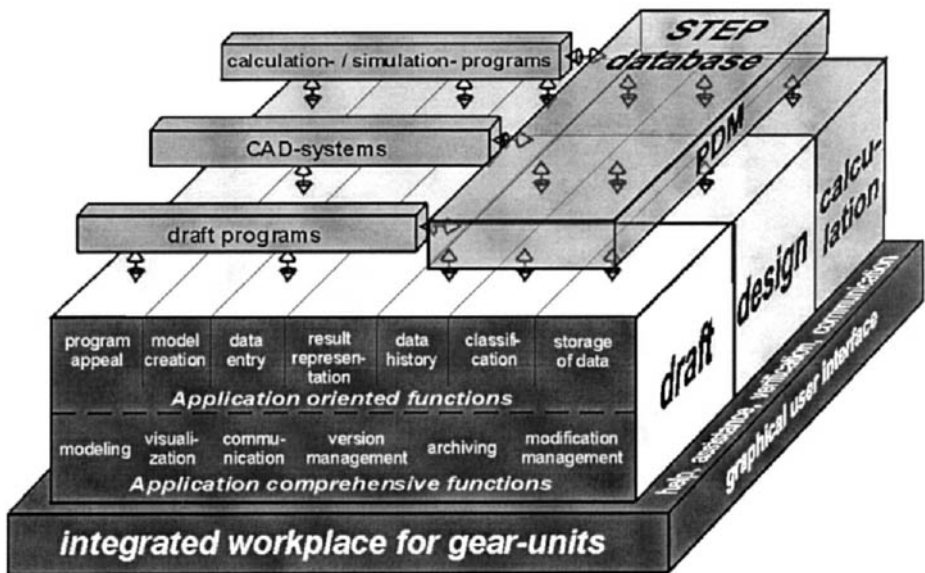 STEP
database
PDM
calculation- / simulation- programs
CAD-systems
draft programs
calcu-
lation
design
draft
program
appeal
model
creation
data
entry
result
represen-
tation
data
history
classifi-
cation
storage
of data
Application oriented functions
modeling
visuali-
zation
commu-
nication
version
management
archiving
modification
management
Application comprehensive functions
help, assistance, verification, communication
graphical user interface
integrated workplace for gear-units